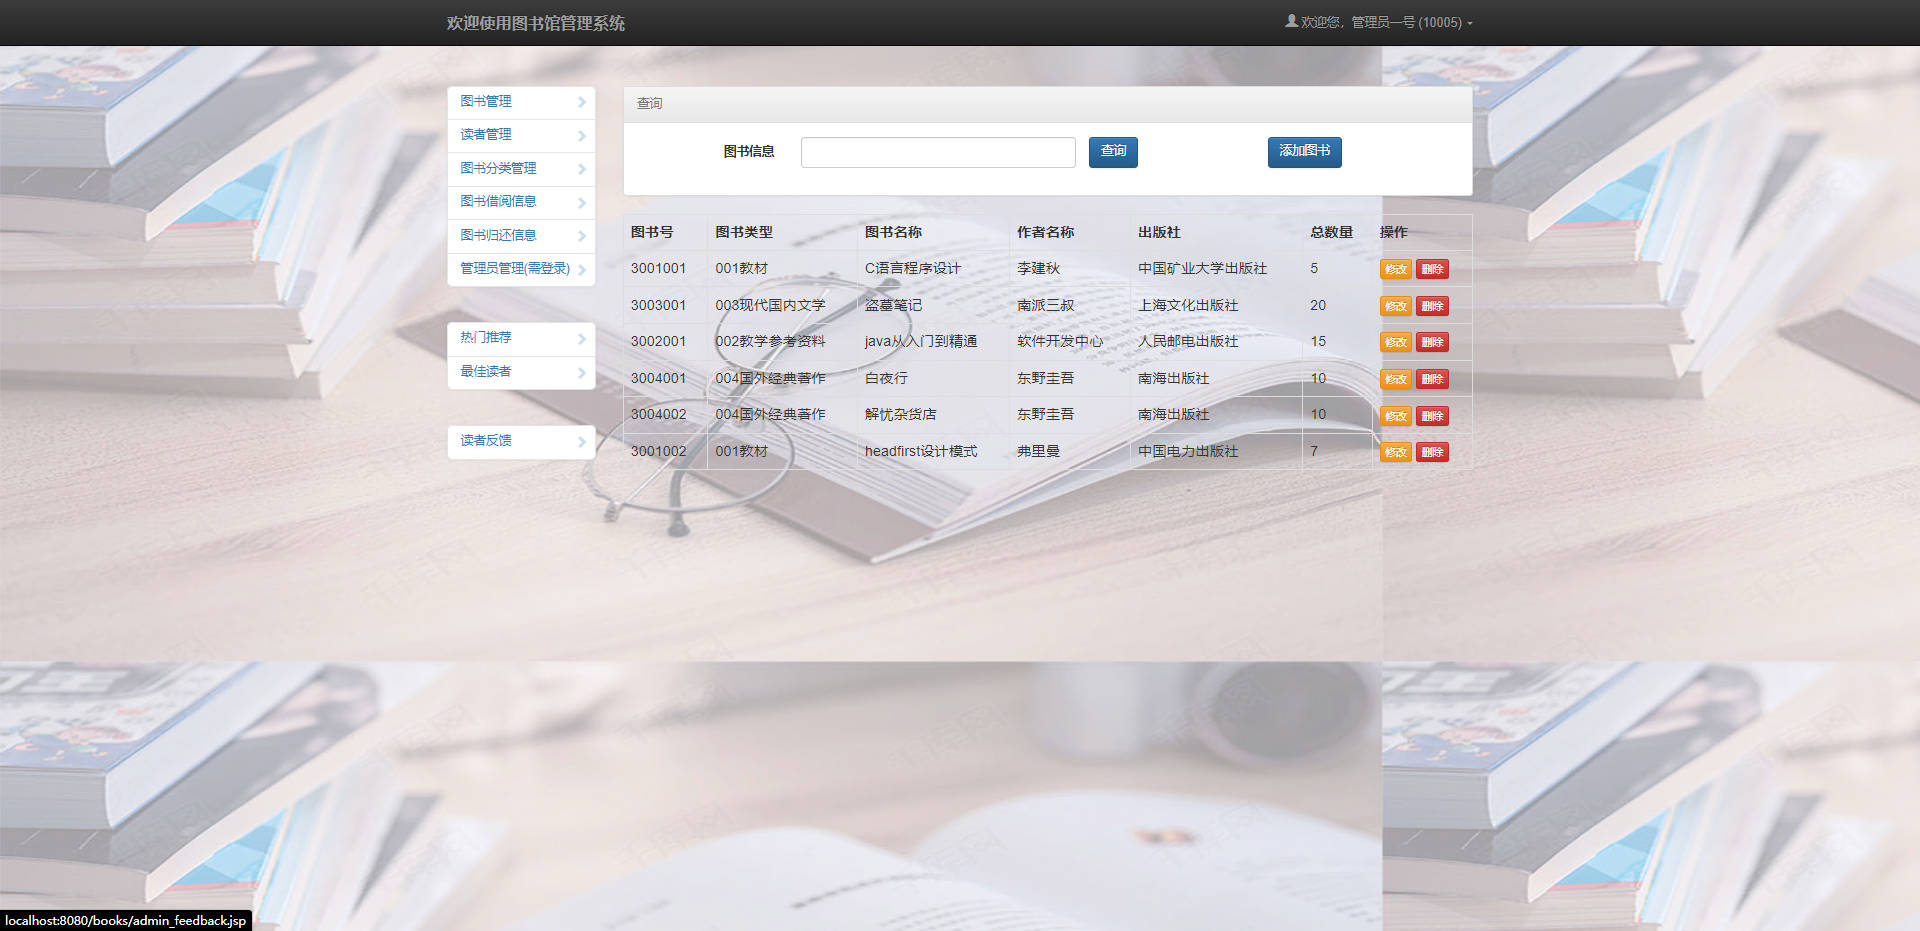 欢迎使用图书馆管理系统
欢迎您，管理员一号 (10005)
图书管理
读者管理
图书分类管理
图书借阅信息
图书归还信息
管理员管理(需登录)
热门推荐
最佳读者
读者反馈
查询
图书信息 查询 添加图书
图书号 图书类型 图书名称 作者名称 出版社 总数量 操作
3001001 001教材 C语言程序设计 李建秋 中国矿业大学出版社 5 修改 删除
3003001 003现代国内文学 盗墓笔记 南派三叔 上海文化出版社 20 修改 删除
3002001 002教学参考资料 java从入门到精通 软件开发中心 人民邮电出版社 15 修改 删除
3004001 004国外经典著作 白夜行 东野圭吾 南海出版社 10 修改 删除
3004002 004国外经典著作 解忧杂货店 东野圭吾 南海出版社 10 修改 删除
3001002 001教材 headfirst设计模式 弗里曼 中国电力出版社 7 修改 删除
localhost:8080/books/admin_feedback.jsp